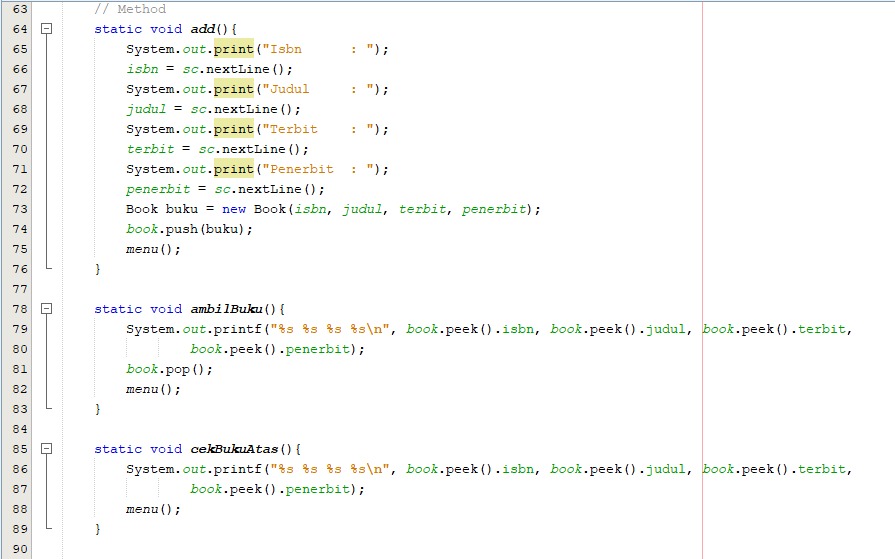 63 // Method
64 static void add(){
65 System.out.print("Isbn      : ");
66 isbn = sc.nextLine();
67 System.out.print("Judul     : ");
68 judul = sc.nextLine();
69 System.out.print("Terbit    : ");
70 terbit = sc.nextLine();
71 System.out.print("Penerbit  : ");
72 penerbit = sc.nextLine();
73 Book buku = new Book(isbn, judul, terbit, penerbit);
74 book.push(buku);
75 menu();
76 }
77
78 static void ambilBuku(){
79 System.out.printf("%s %s %s %s\n", book.peek().isbn, book.peek().judul, book.peek().terbit,
80 book.peek().penerbit);
81 book.pop();
82 menu();
83 }
84
85 static void cekBukuAtas(){
86 System.out.printf("%s %s %s %s\n", book.peek().isbn, book.peek().judul, book.peek().terbit,
87 book.peek().penerbit);
88 menu();
89 }
90